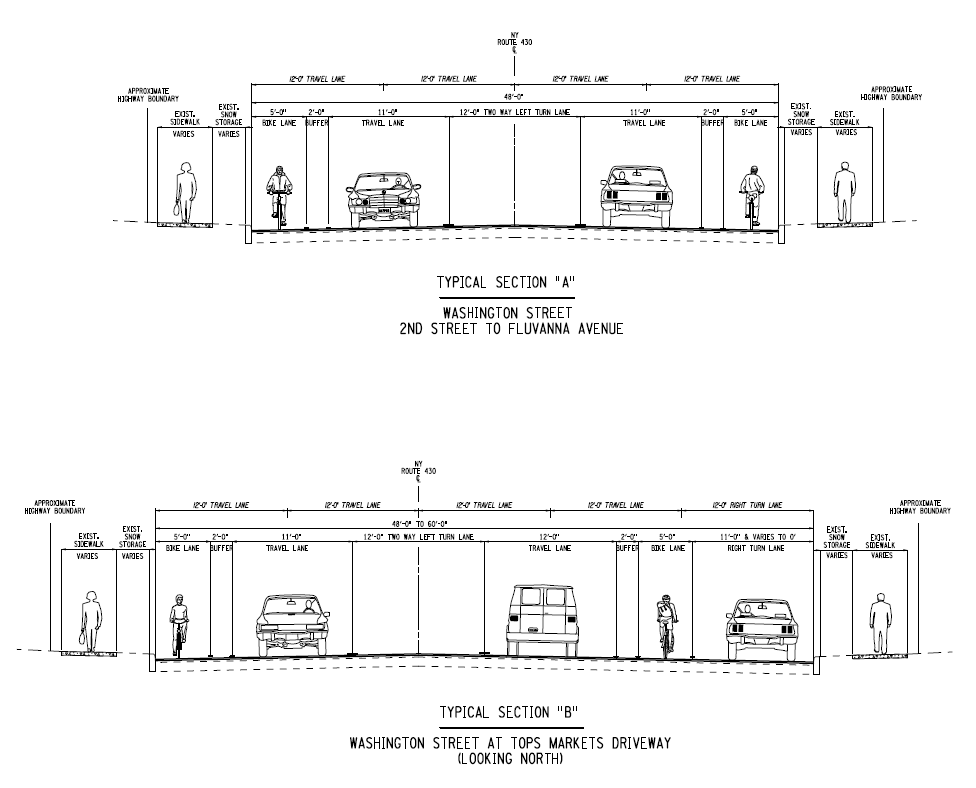 NY
ROUTE 430
℄
12'-0" TRAVEL LANE 12'-0" TRAVEL LANE 12'-0" TRAVEL LANE 12'-0" TRAVEL LANE
APPROXIMATE
HIGHWAY BOUNDARY
APPROXIMATE
HIGHWAY BOUNDARY
48'-0"
EXIST.
SIDEWALK
VARIES
EXIST.
SNOW
STORAGE
VARIES
5'-0"
BIKE LANE
2'-0"
BUFFER
11'-0"
TRAVEL LANE
12'-0" TWO WAY LEFT TURN LANE
11'-0"
TRAVEL LANE
2'-0"
BUFFER
5'-0"
BIKE LANE
EXIST.
SNOW
STORAGE
VARIES
EXIST.
SIDEWALK
VARIES
TYPICAL SECTION "A"
WASHINGTON STREET
2ND STREET TO FLUVANNA AVENUE
NY
ROUTE 430
℄
12'-0" TRAVEL LANE 12'-0" TRAVEL LANE 12'-0" TRAVEL LANE 12'-0" TRAVEL LANE 12'-0" RIGHT TURN LANE
APPROXIMATE
HIGHWAY BOUNDARY
APPROXIMATE
HIGHWAY BOUNDARY
48'-0" TO 60'-0"
EXIST.
SIDEWALK
VARIES
EXIST.
SNOW
STORAGE
VARIES
5'-0"
BIKE LANE
2'-0"
BUFFER
11'-0"
TRAVEL LANE
12'-0" TWO WAY LEFT TURN LANE
12'-0"
TRAVEL LANE
2'-0"
BUFFER
5'-0"
BIKE LANE
11'-0" & VARIES TO 0'
RIGHT TURN LANE
EXIST.
SNOW
STORAGE
VARIES
EXIST.
SIDEWALK
VARIES
TYPICAL SECTION "B"
WASHINGTON STREET AT TOPS MARKETS DRIVEWAY
(LOOKING NORTH)